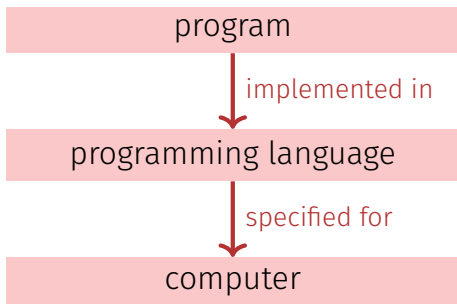 program
implemented in
programming language
specified for
computer